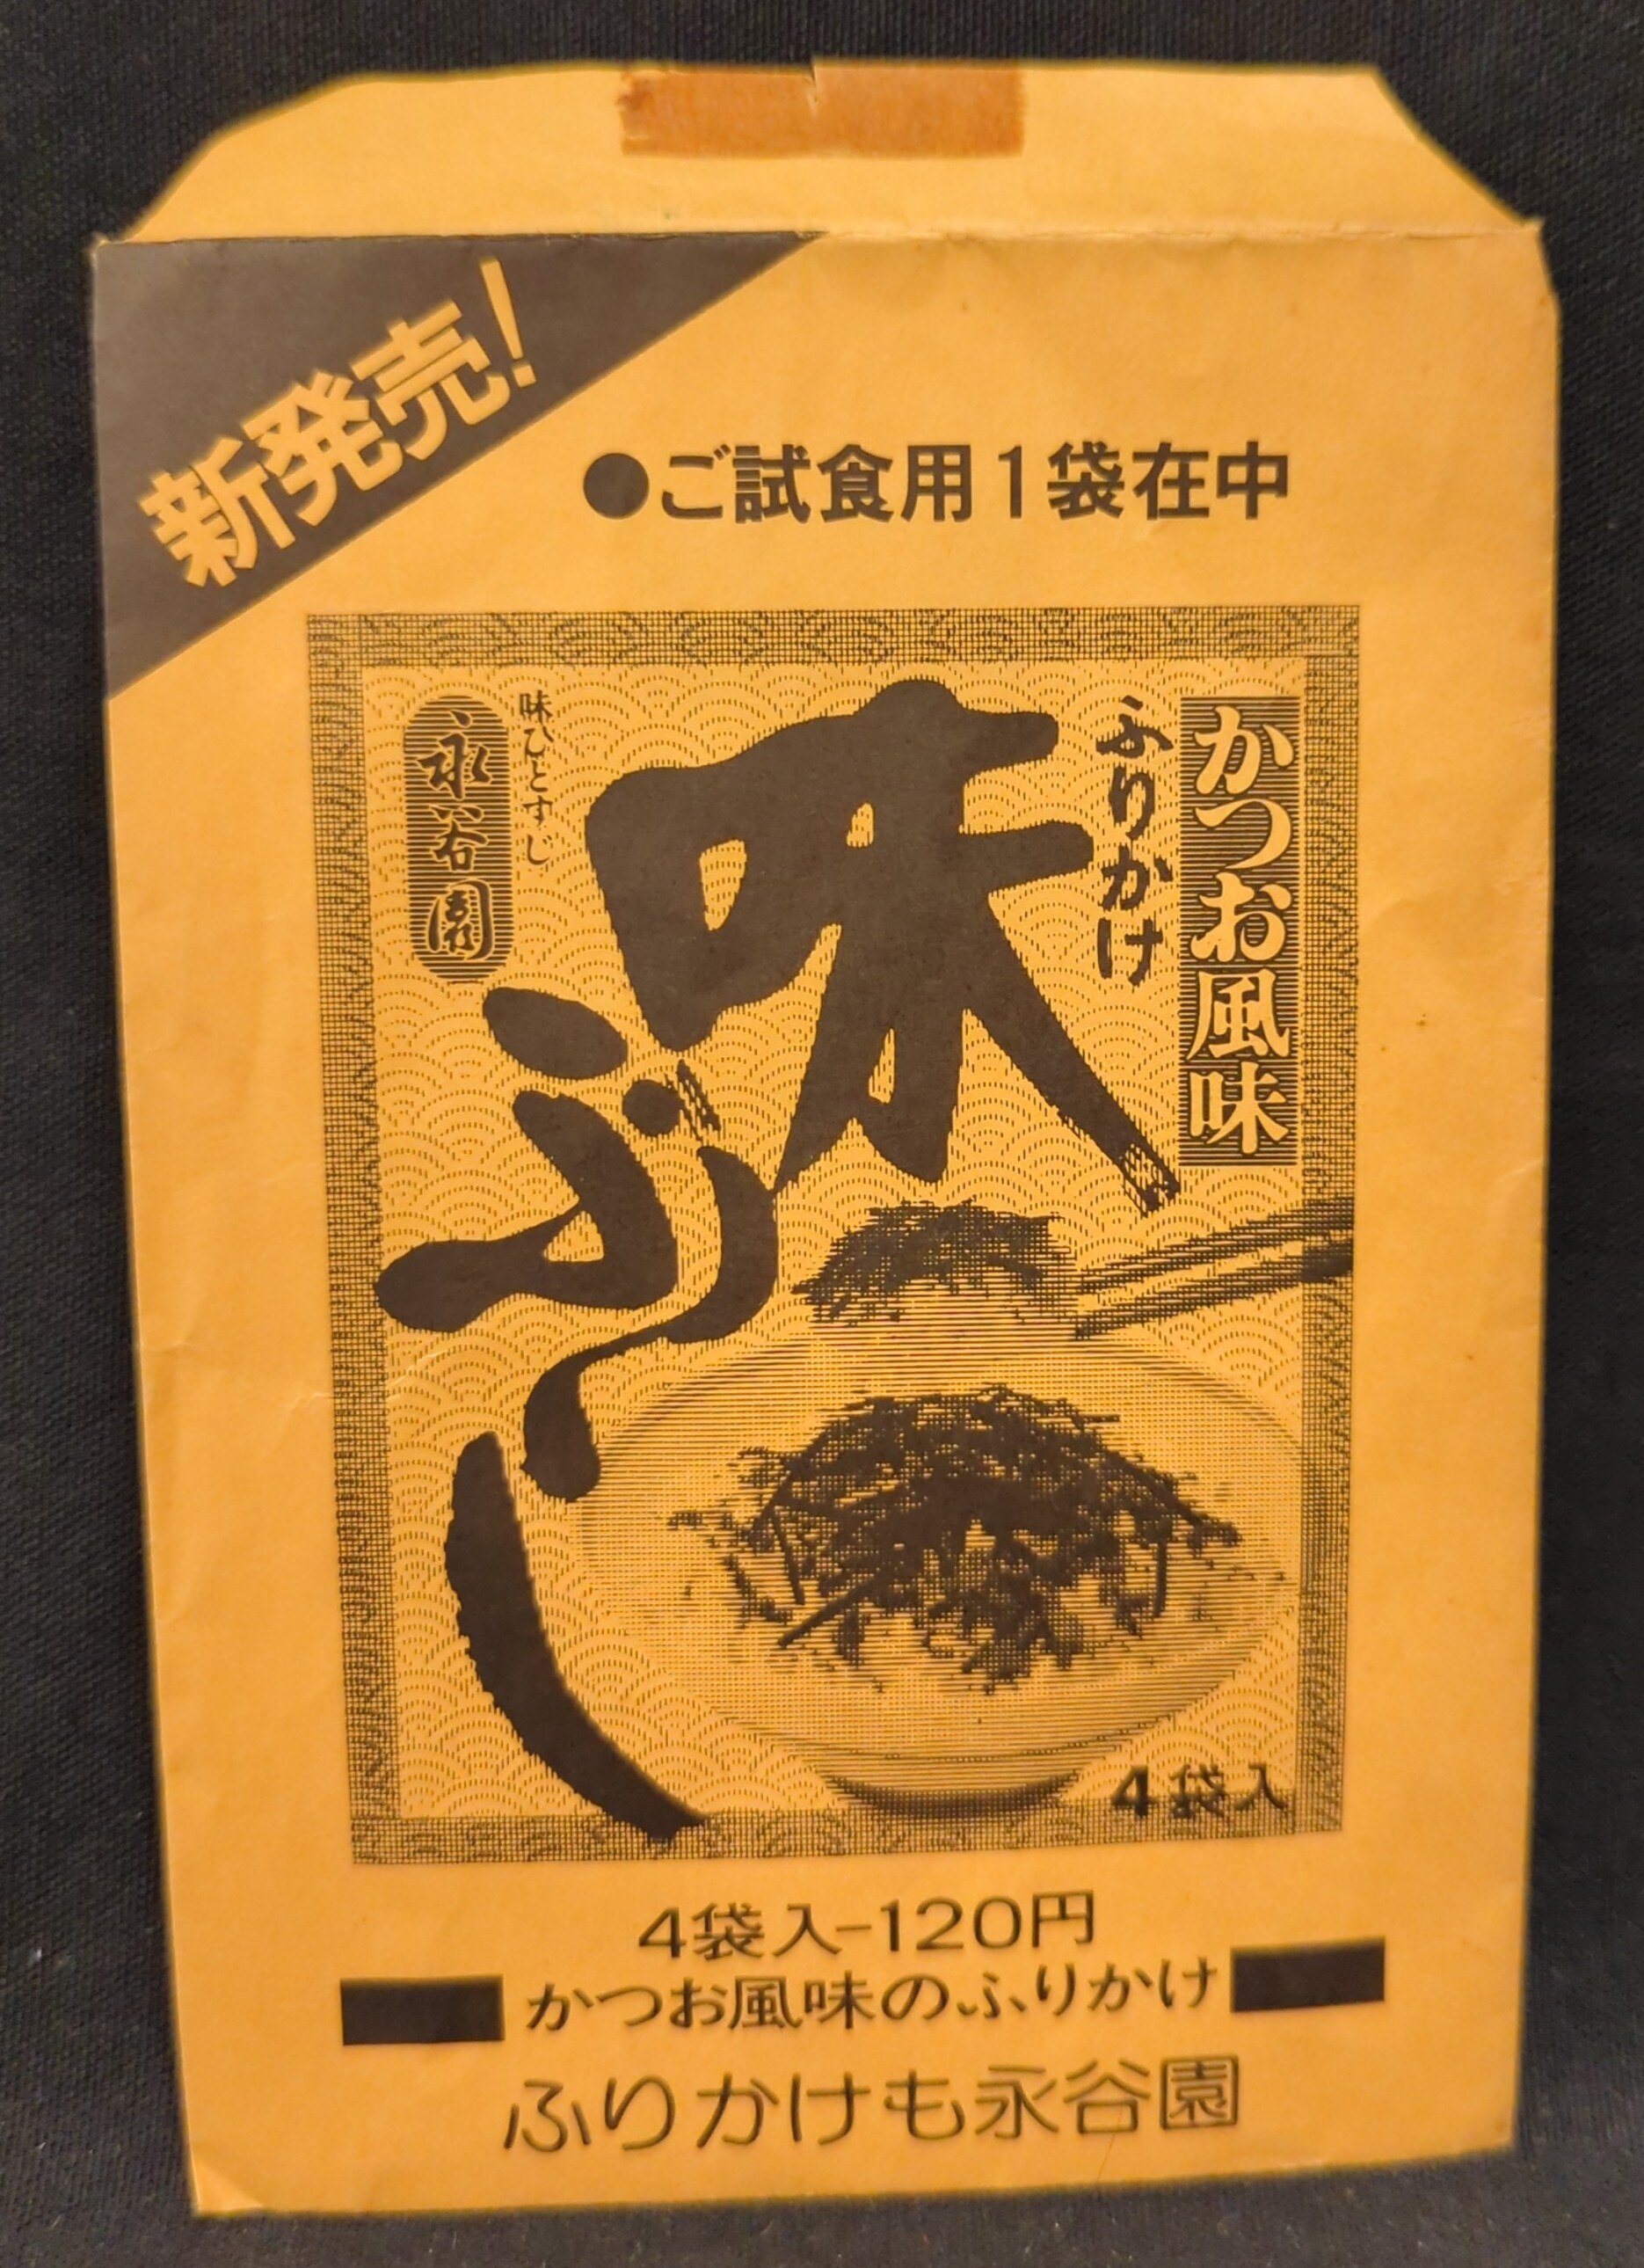 新発売!
●ご試食用1袋在中
かつお風味
ふりかけ
味ぶし
味ひとすじ
永谷園
4袋入
4袋入-120円
かつお風味のふりかけ
ふりかけも永谷園